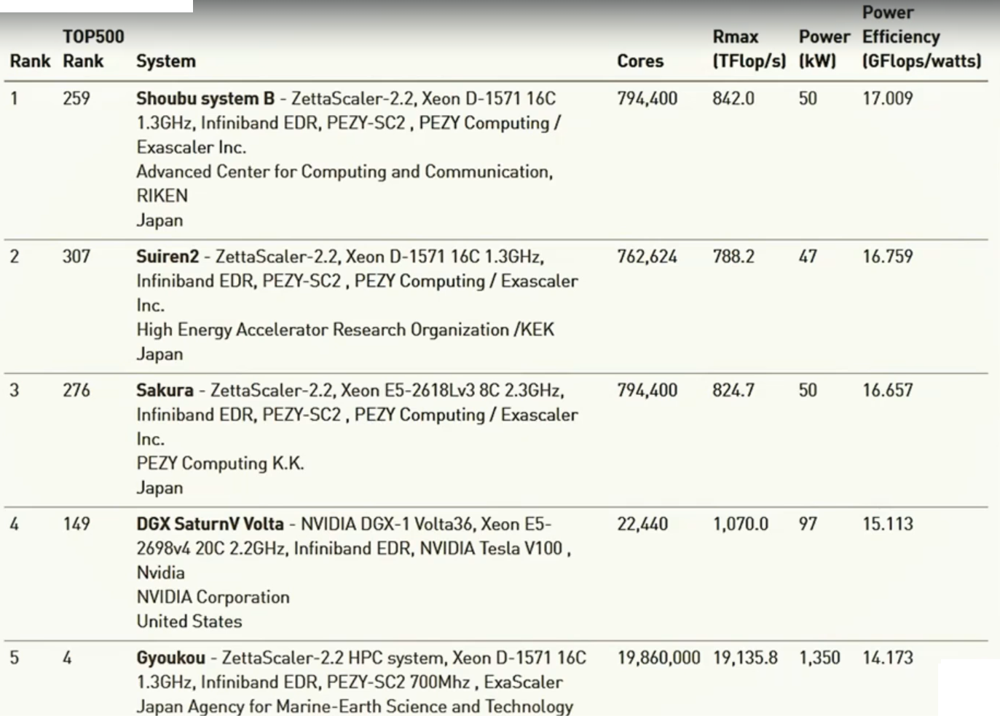 Power
TOP500 Rmax Power Efficiency
Rank Rank System Cores (TFlop/s) (kW) (GFlops/watts)
1 259 Shoubu system B - ZettaScaler-2.2, Xeon D-1571 16C 794,400 842.0 50 17.009
1.3GHz, Infiniband EDR, PEZY-SC2 , PEZY Computing /
Exascaler Inc.
Advanced Center for Computing and Communication,
RIKEN
Japan
2 307 Suiren2 - ZettaScaler-2.2, Xeon D-1571 16C 1.3GHz, 762,624 788.2 47 16.759
Infiniband EDR, PEZY-SC2 , PEZY Computing / Exascaler
Inc.
High Energy Accelerator Research Organization /KEK
Japan
3 276 Sakura - ZettaScaler-2.2, Xeon E5-2618Lv3 8C 2.3GHz, 794,400 824.7 50 16.657
Infiniband EDR, PEZY-SC2 , PEZY Computing / Exascaler
Inc.
PEZY Computing K.K.
Japan
4 149 DGX SaturnV Volta - NVIDIA DGX-1 Volta36, Xeon E5- 22,440 1,070.0 97 15.113
2698v4 20C 2.2GHz, Infiniband EDR, NVIDIA Tesla V100 ,
Nvidia
NVIDIA Corporation
United States
5 4 Gyoukou - ZettaScaler-2.2 HPC system, Xeon D-1571 16C 19,860,000 19,135.8 1,350 14.173
1.3GHz, Infiniband EDR, PEZY-SC2 700Mhz , ExaScaler
Japan Agency for Marine-Earth Science and Technology